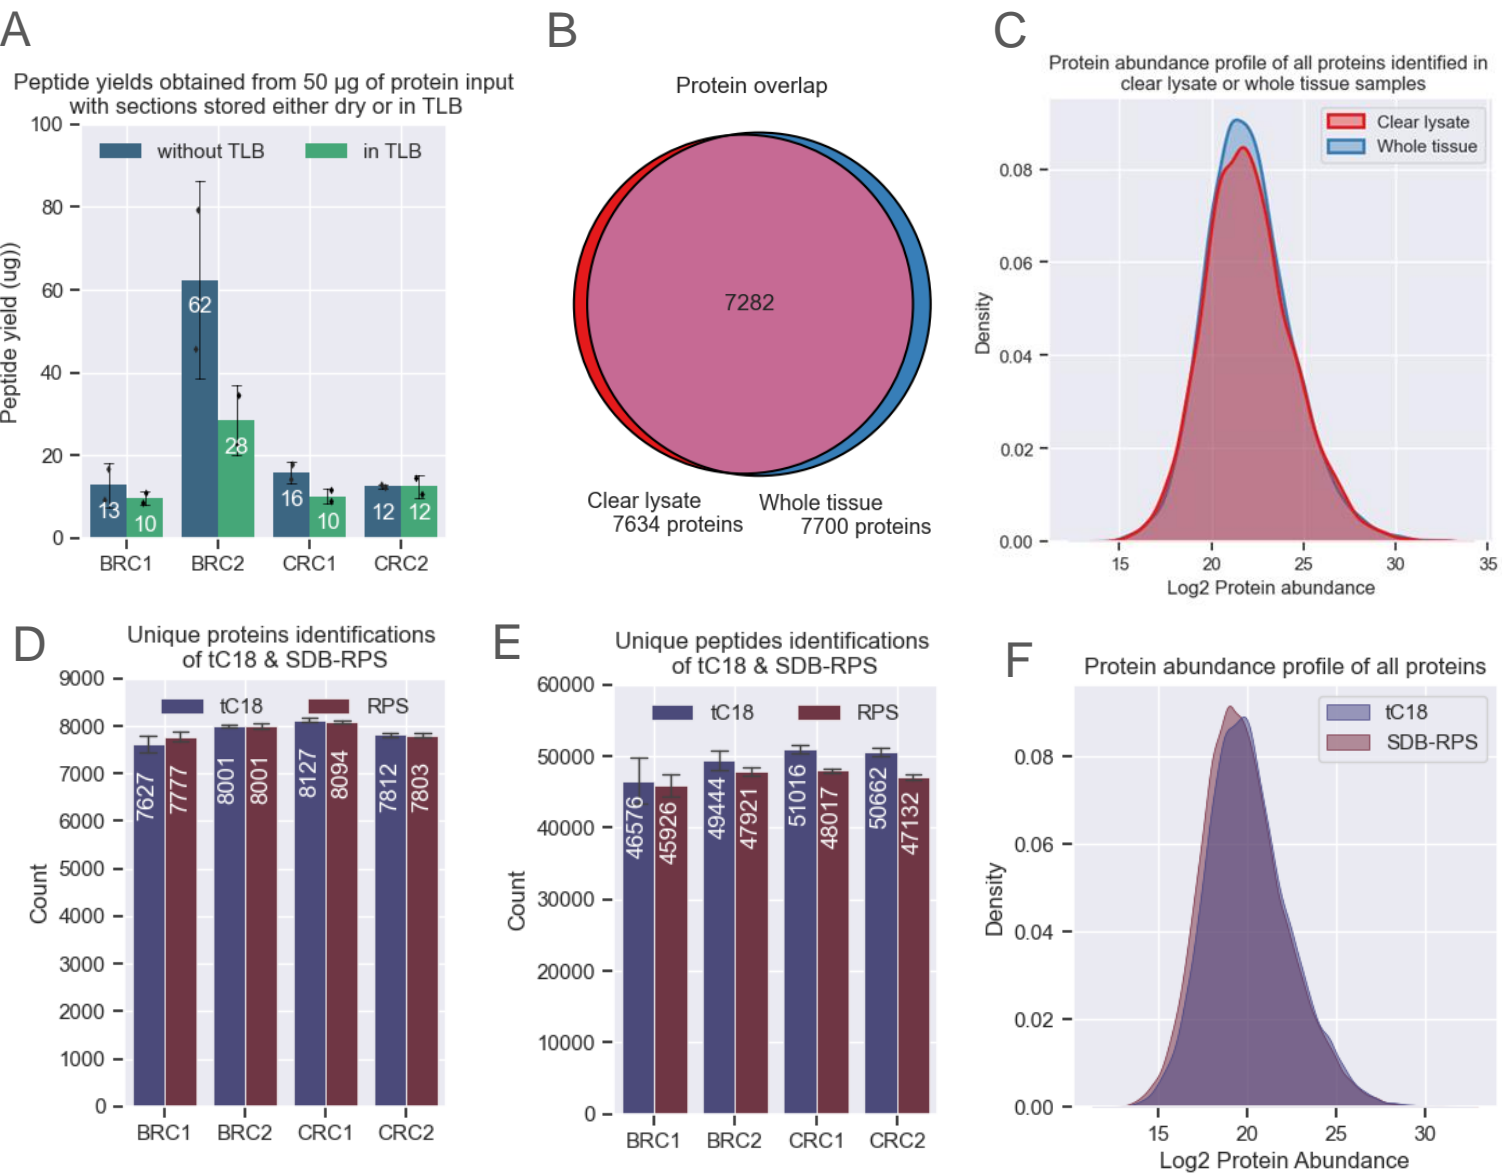 A
Peptide yields obtained from 50 µg of protein input
with sections stored either dry or in TLB
without TLB
in TLB
Peptide yield (ug))
100
80
60
40
20
0
13
10
62
28
16
10
12
12
BRC1
BRC2
CRC1
CRC2
B
Protein overlap
7282
Clear lysate
7634 proteins
Whole tissue
7700 proteins
C
Protein abundance profile of all proteins identified in
clear lysate or whole tissue samples
Clear lysate
Whole tissue
Density
0.08
0.06
0.04
0.02
0.00
15
20
25
30
35
Log2 Protein abundance
D
Unique proteins identifications
of tC18 & SDB-RPS
tC18
RPS
Count
9000
8000
7000
6000
5000
4000
3000
2000
1000
0
7627
7777
8001
8001
8127
8094
7812
7803
BRC1
BRC2
CRC1
CRC2
E
Unique peptides identifications
of tC18 & SDB-RPS
tC18
RPS
Count
60000
50000
40000
30000
20000
10000
0
46576
45926
49444
47921
51016
48017
50662
47132
BRC1
BRC2
CRC1
CRC2
F
Protein abundance profile of all proteins
tC18
SDB-RPS
Density
0.08
0.06
0.04
0.02
0.00
15
20
25
30
Log2 Protein Abundance